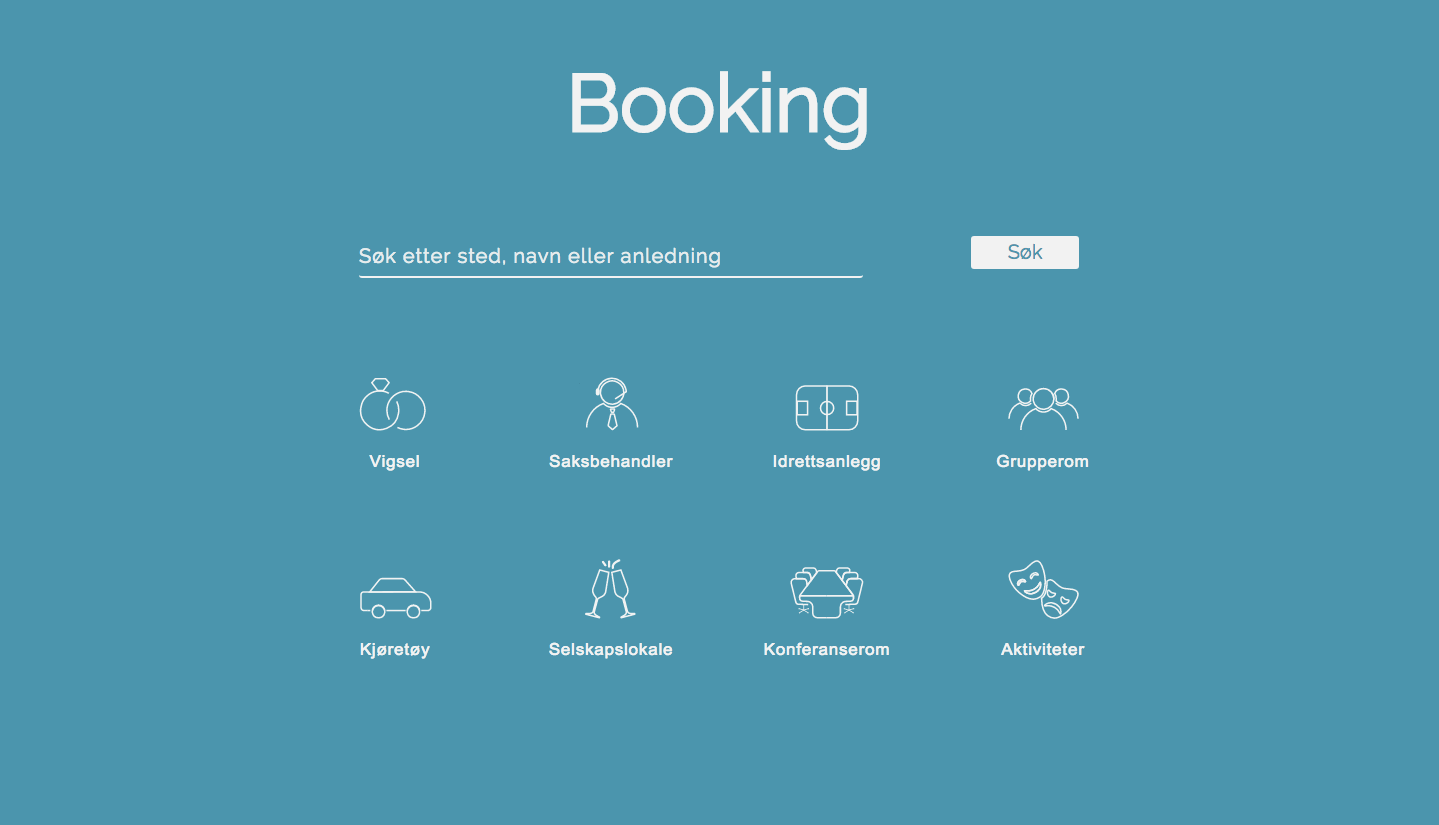 Booking
Søk etter sted, navn eller anledning
Søk
Vigsel
Saksbehandler
Idrettsanlegg
Grupperom
Kjøretøy
Selskapslokale
Konferanserom
Aktiviteter